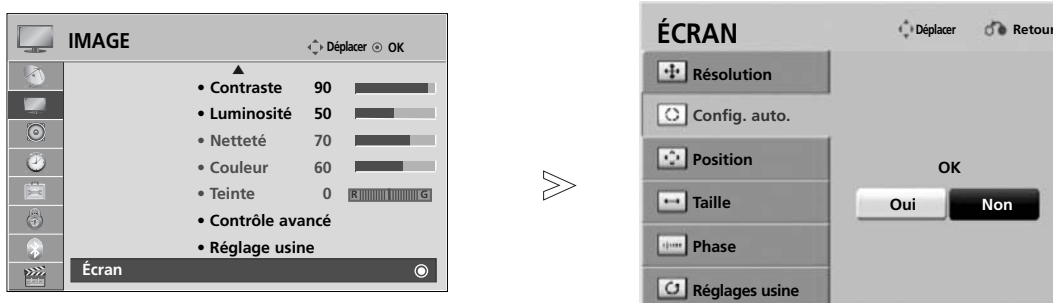 IMAGE
Déplacer OK
• Contraste 90
• Luminosité 50
• Netteté 70
• Couleur 60
• Teinte 0 R G
• Contrôle avancé
• Réglage usine
Écran
ÉCRAN
Déplacer Retour
Résolution
Config. auto.
Position
Taille
Phase
Réglages usine
OK
Oui Non